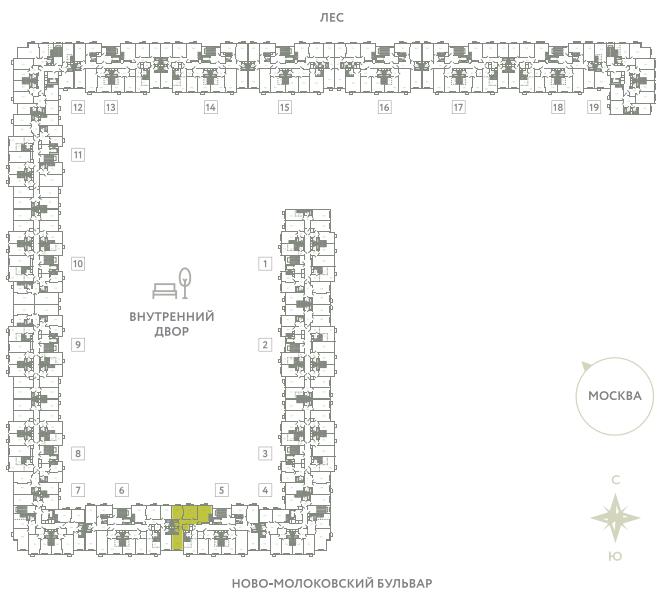 ЛЕС
12 13 14 15 16 17 18 19
11
10 1
ВНУТРЕННИЙ
ДВОР
9 2
МОСКВА
8 3
7 6 5 4
С
Ю
НОВО-МОЛОКОВСКИЙ БУЛЬВАР